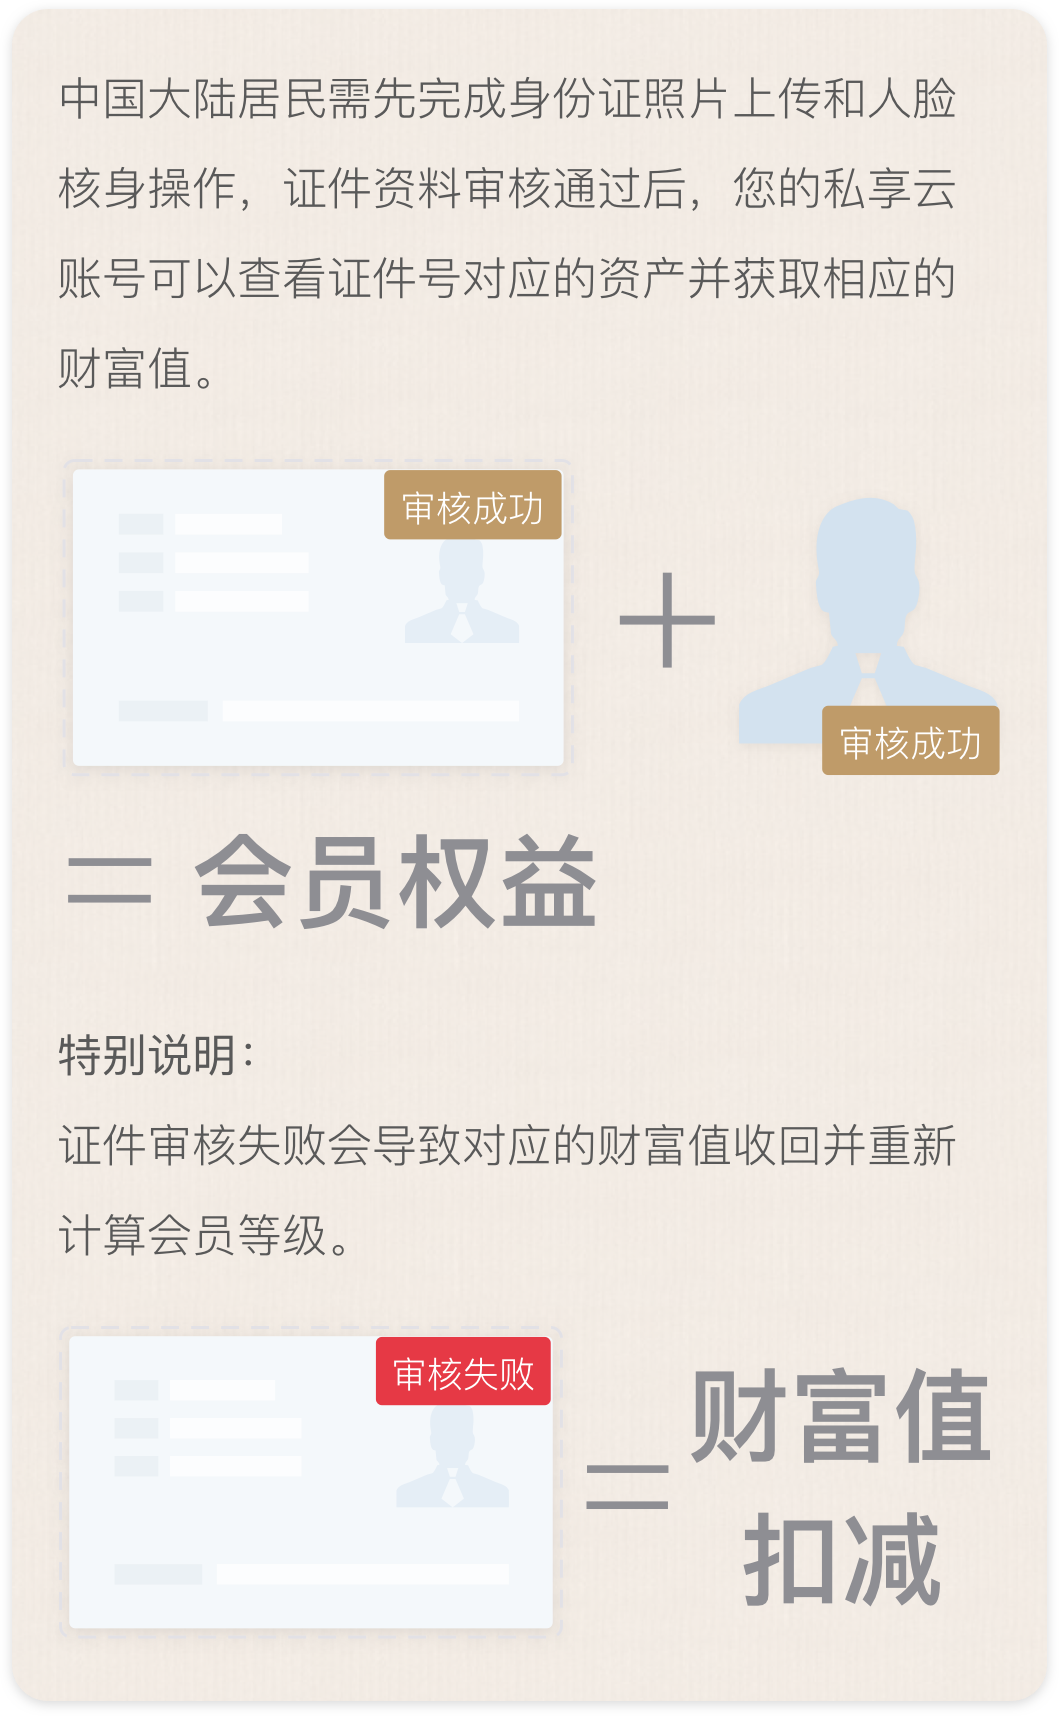 中国大陆居民需先完成身份证照片上传和人脸
核身操作，证件资料审核通过后，您的私享云
账号可以查看证件号对应的资产并获取相应的
财富值。
审核成功
+
审核成功
= 会员权益
特别说明：
证件审核失败会导致对应的财富值收回并重新
计算会员等级。
审核失败
=
财富值
扣减